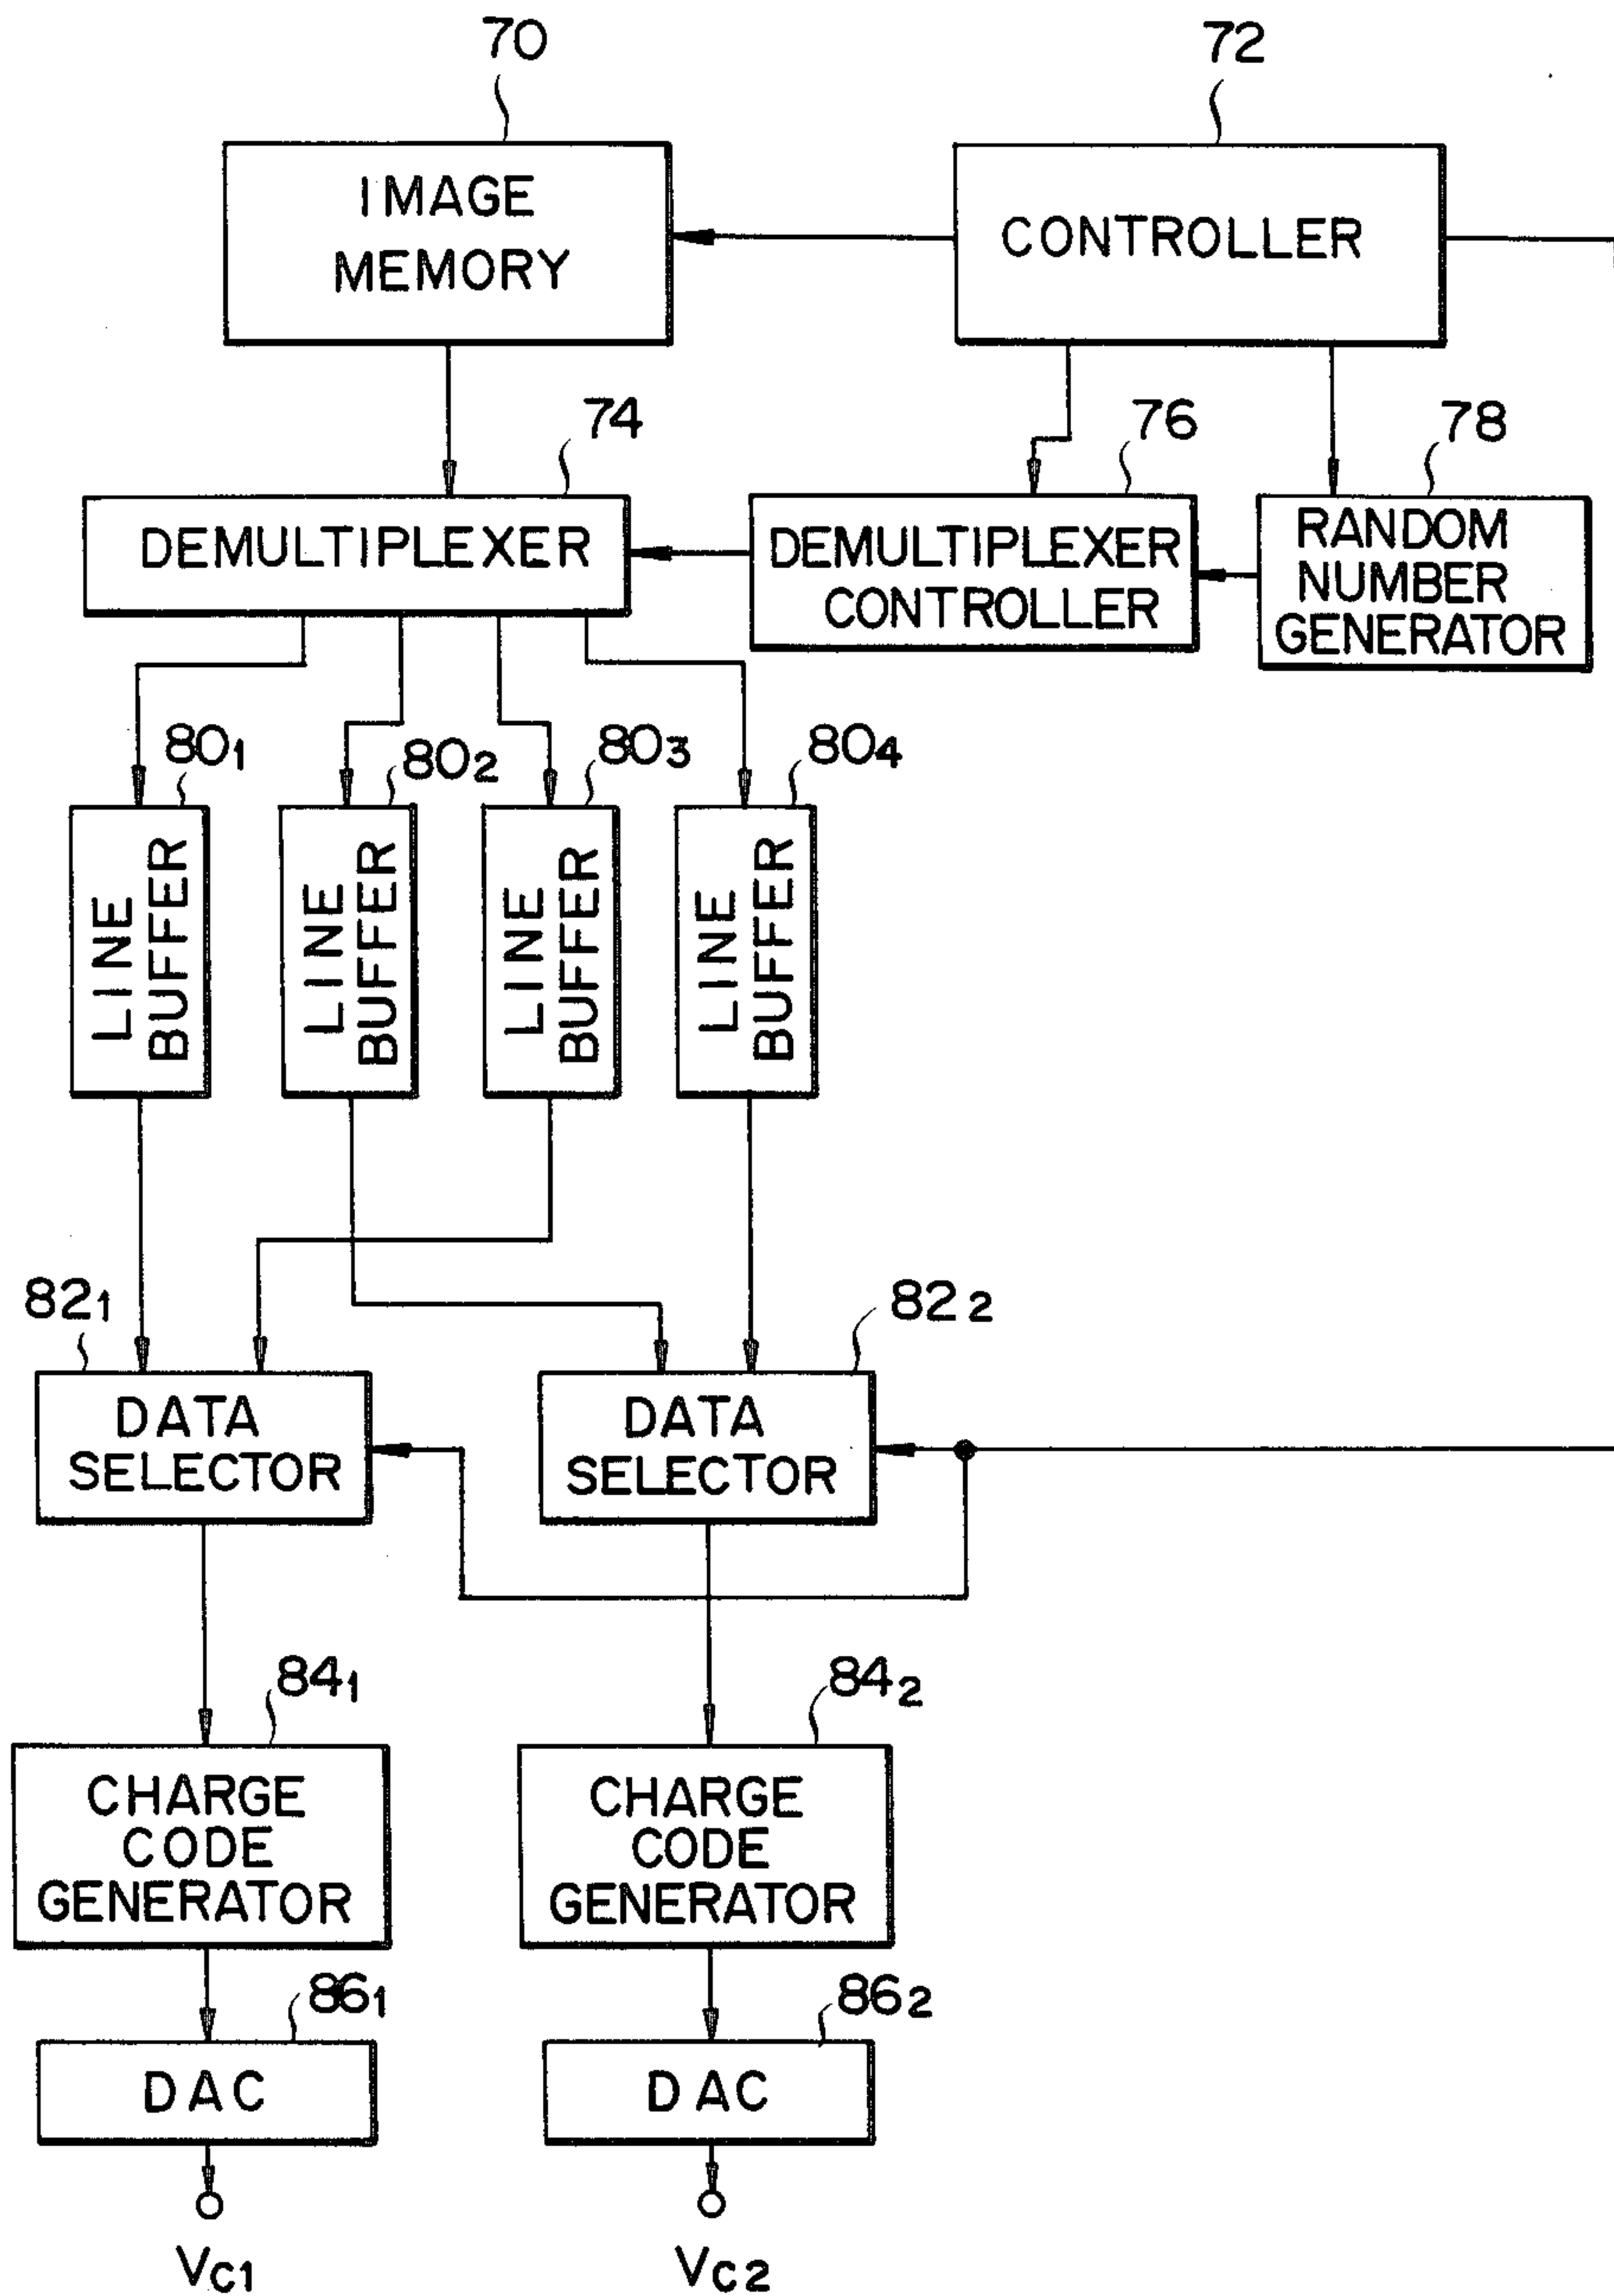 70
72
IMAGE
MEMORY
CONTROLLER
74
76
78
DEMULTIPLEXER
DEMULTIPLEXER
CONTROLLER
RANDOM
NUMBER
GENERATOR
80₁
80₂
80₃
80₄
LINE
BUFFER
LINE
BUFFER
LINE
BUFFER
LINE
BUFFER
82₁
82₂
DATA
SELECTOR
DATA
SELECTOR
84₁
84₂
CHARGE
CODE
GENERATOR
CHARGE
CODE
GENERATOR
86₁
86₂
DAC
DAC
VC1
VC2